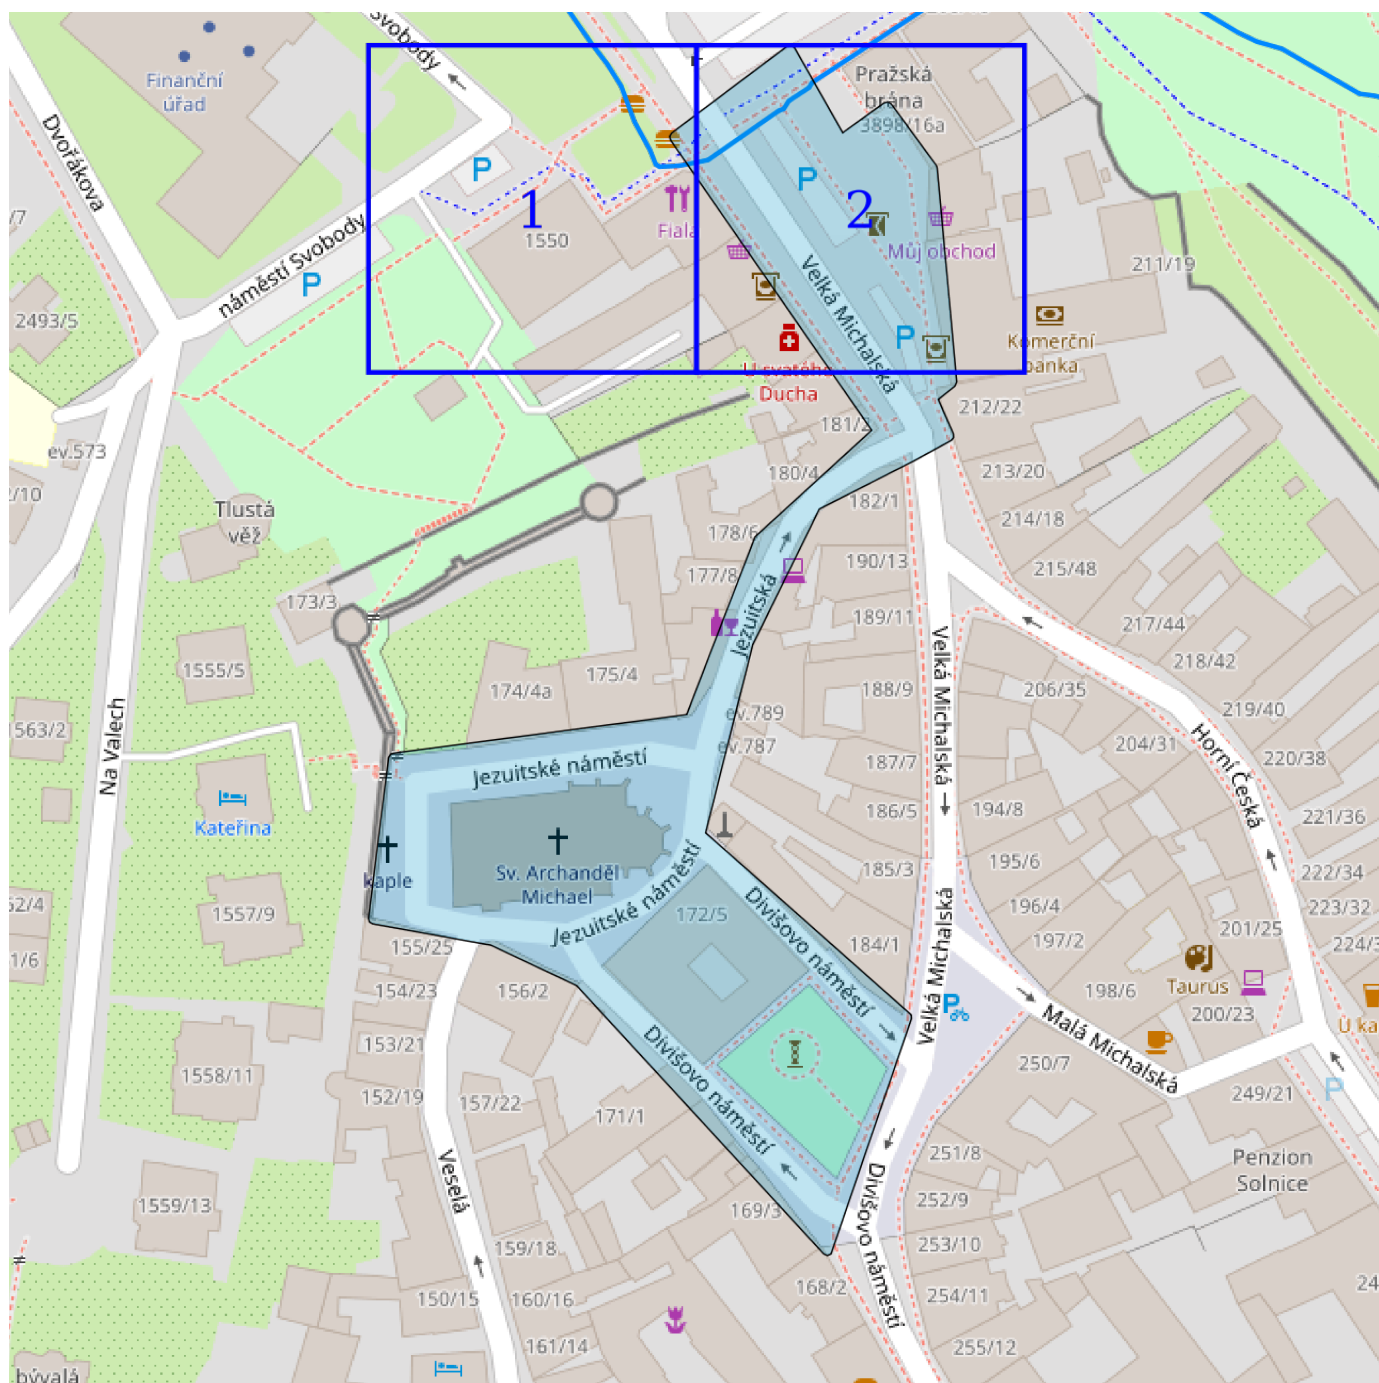 Svobody
Finanční
úřad
Pražská
brána
3898/16a
Dvořákova
P
1
P
2
Fiala
Můj obchod
1550
náměstí Svobody
P
211/19
2493/5
Velká Michalská
P
Komerční
banka
U svatého
Ducha
212/22
181/2
ev.573
180/4
213/20
182/1
214/18
Tlustá
věž
178/6
190/13
215/48
177/8
173/3
Jezuitská
189/11
217/44
1555/5
175/4
174/4a
218/42
188/9
206/35
Velká Michalská
219/40
ev.789
ev.787
204/31
1563/2
220/38
Na Valech
Jezuitské náměstí
187/7
Horní Česká
186/5
194/8
221/36
Kateřina
Sv. Archanděl
Michael
kaple
195/6
185/3
222/34
1557/9
172/5
Jezuitské náměstí
Divišovo náměstí
196/4
223/32
201/25
197/2
184/1
155/25
Velká Michalská
Taurus
154/23
156/2
198/6
P
200/23
153/21
Malá Michalská
250/7
1558/11
Divišovo náměstí
P
152/19
157/22
171/1
249/21
251/8
Penzion
Solnice
Veselá
252/9
1559/13
169/3
Divišovo náměstí
253/10
159/18
168/2
254/11
150/15
160/16
161/14
255/12
bývalá